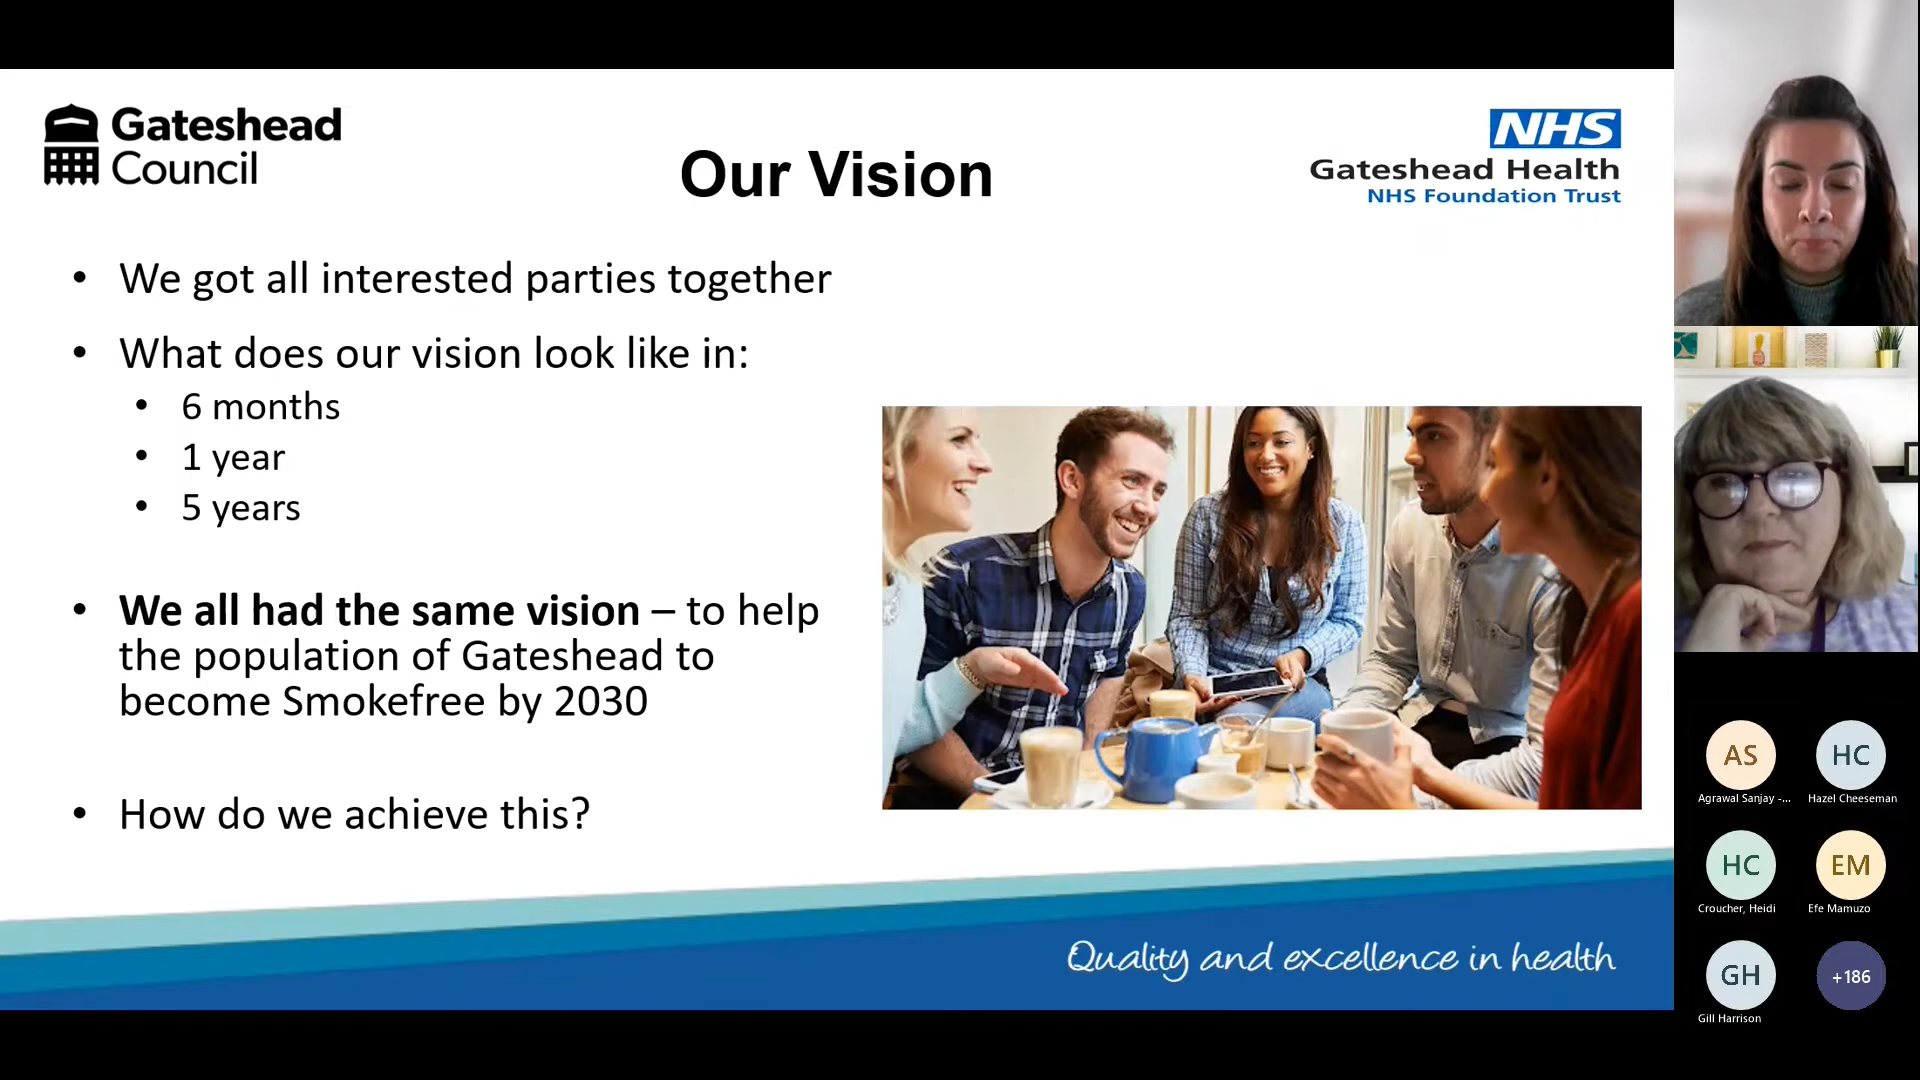 Gateshead
Council
Our Vision
NHS
Gateshead Health
NHS Foundation Trust
• We got all interested parties together
• What does our vision look like in:
• 6 months
• 1 year
• 5 years
• We all had the same vision – to help
the population of Gateshead to
become Smokefree by 2030
• How do we achieve this?
Quality and excellence in health
AS
Agrawal Sanjay -...
HC
Hazel Cheeseman
HC
Croucher, Heidi
EM
Efe Mamuzo
GH
Gill Harrison
+186